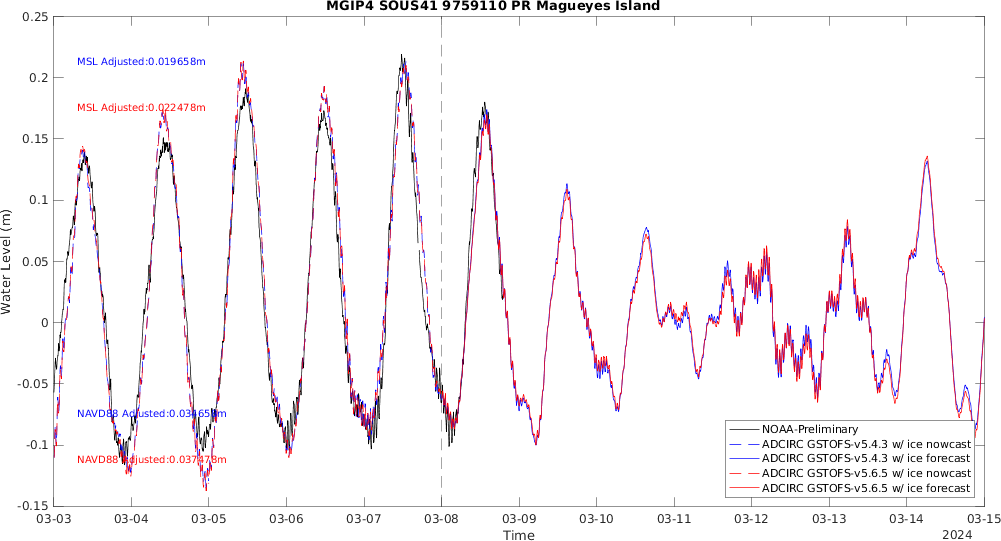 MGIP4 SOUS41 9759110 PR Magueyes Island
0.25
0.2
0.15
0.1
0.05
0
-0.05
-0.1
-0.15
Water Level (m)
MSL Adjusted:0.019658m
MSL Adjusted:0.022478m
NAVD88 Adjusted:0.034658m
NAVD88 Adjusted:0.037478m
NOAA-Preliminary
ADCIRC GSTOFS-v5.4.3 w/ ice nowcast
ADCIRC GSTOFS-v5.4.3 w/ ice forecast
ADCIRC GSTOFS-v5.6.5 w/ ice nowcast
ADCIRC GSTOFS-v5.6.5 w/ ice forecast
03-03 03-04 03-05 03-06 03-07 03-08 03-09 03-10 03-11 03-12 03-13 03-14 03-15
Time
2024